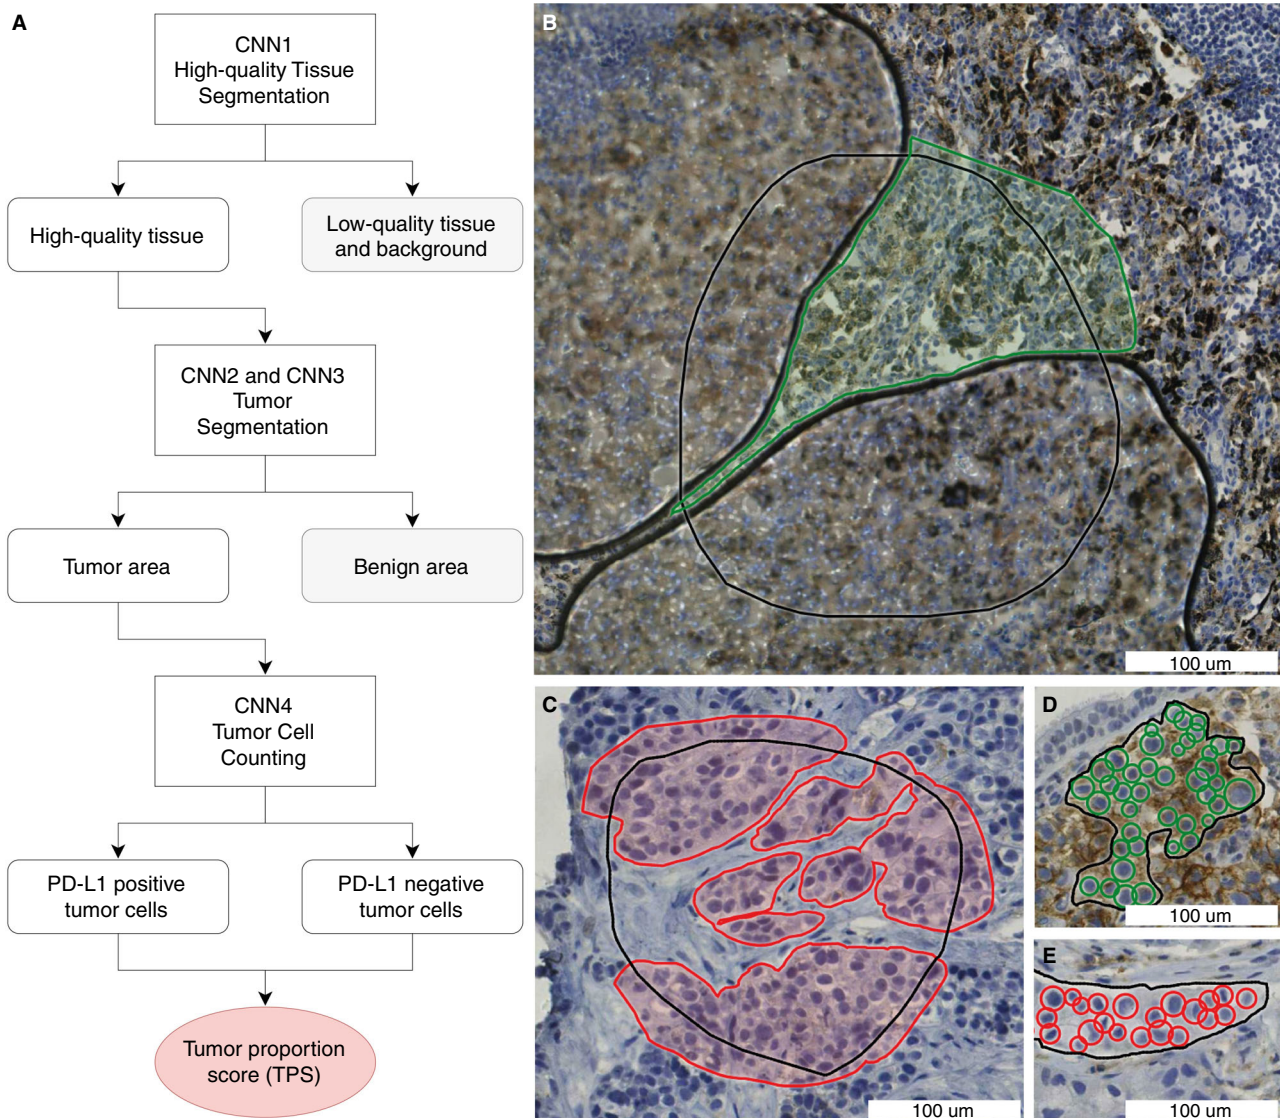 A
CNN1
High-quality Tissue
Segmentation
High-quality tissue
Low-quality tissue
and background
CNN2 and CNN3
Tumor
Segmentation
Tumor area
Benign area
CNN4
Tumor Cell
Counting
PD-L1 positive
tumor cells
PD-L1 negative
tumor cells
Tumor proportion
score (TPS)
B
100 um
C
100 um
D
100 um
E
100 um